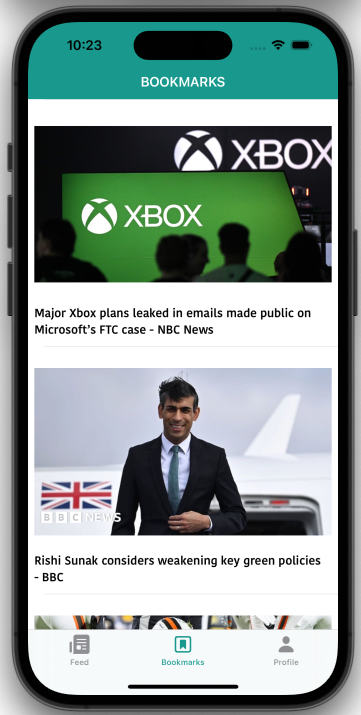 10:23
BOOKMARKS
XBOX
XBOX
Major Xbox plans leaked in emails made public on
Microsoft's FTC case - NBC News
BBC NEWS
Rishi Sunak considers weakening key green policies
- BBC
Feed
Bookmarks
Profile